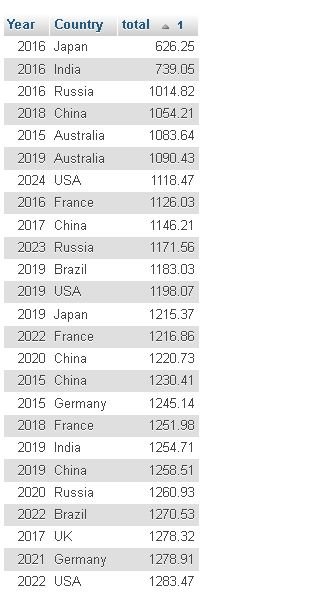 Year Country total 1
2016 Japan 626.25
2016 India 739.05
2016 Russia 1014.82
2018 China 1054.21
2015 Australia 1083.64
2019 Australia 1090.43
2024 USA 1118.47
2016 France 1126.03
2017 China 1146.21
2023 Russia 1171.56
2019 Brazil 1183.03
2019 USA 1198.07
2019 Japan 1215.37
2022 France 1216.86
2020 China 1220.73
2015 China 1230.41
2015 Germany 1245.14
2018 France 1251.98
2019 India 1254.71
2019 China 1258.51
2020 Russia 1260.93
2022 Brazil 1270.53
2017 UK 1278.32
2021 Germany 1278.91
2022 USA 1283.47